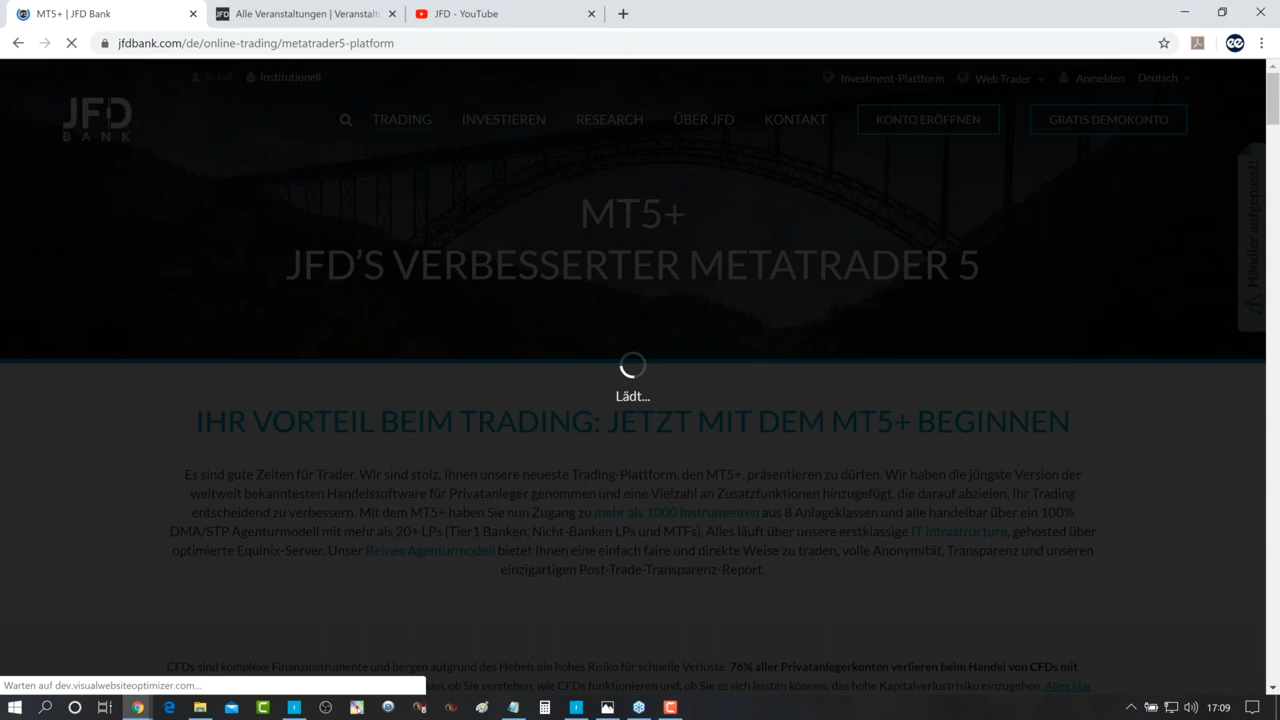 MT5+ | JFD Bank
Alle Veranstaltungen | Veranstalt
JFD - YouTube
jfdbank.com/de/online-trading/metatrader5-platform
Retail
Institutionell
Investment-Plattform
Web Trader
Anmelden
Deutsch
JFD
BANK
TRADING
INVESTIEREN
RESEARCH
ÜBER JFD
KONTAKT
KONTO ERÖFFNEN
GRATIS DEMOKONTO
Händler aufgepasst!
MT5+
JFD'S VERBESSERTER METATRADER 5
Lädt...
IHR VORTEIL BEIM TRADING: JETZT MIT DEM MT5+ BEGINNEN
Es sind gute Zeiten für Trader. Wir sind stolz, Ihnen unsere neueste Trading-Plattform, den MT5+, präsentieren zu dürfen. Wir haben die jüngste Version der
weltweit bekanntesten Handelssoftware für Privatanleger genommen und eine Vielzahl an Zusatzfunktionen hinzugefügt, die darauf abzielen, Ihr Trading
entscheidend zu verbessern. Mit dem MT5+ haben Sie nun Zugang zu mehr als 1000 Instrumenten aus 8 Anlageklassen und alle handelbar über ein 100%
DMA/STP Agenturmodell mit mehr als 20+ LPs (Tier1 Banken, Nicht-Banken LPs und MTFs). Alles läuft über unsere erstklassige IT infrastructure, gehosted über
optimierte Equinix-Server. Unser Reines Agenturmodell bietet Ihnen eine einfach faire und direkte Weise zu traden, volle Anonymität, Transparenz und unseren
einzigartigen Post-Trade-Transparenz-Report.
CFDs sind komplexe Finanzinstrumente und bergen aufgrund des Hebels ein hohes Risiko für schnelle Verluste. 76% aller Privatanlegerkonten verlieren beim Handel von CFDs mit
ken, ob Sie verstehen, wie CFDs funktionieren und, ob Sie es sich leisten können, das hohe Kapitalverlustrisiko einzugehen. Alles klar
Warten auf dev.visualwebsiteoptimizer.com...
17:09